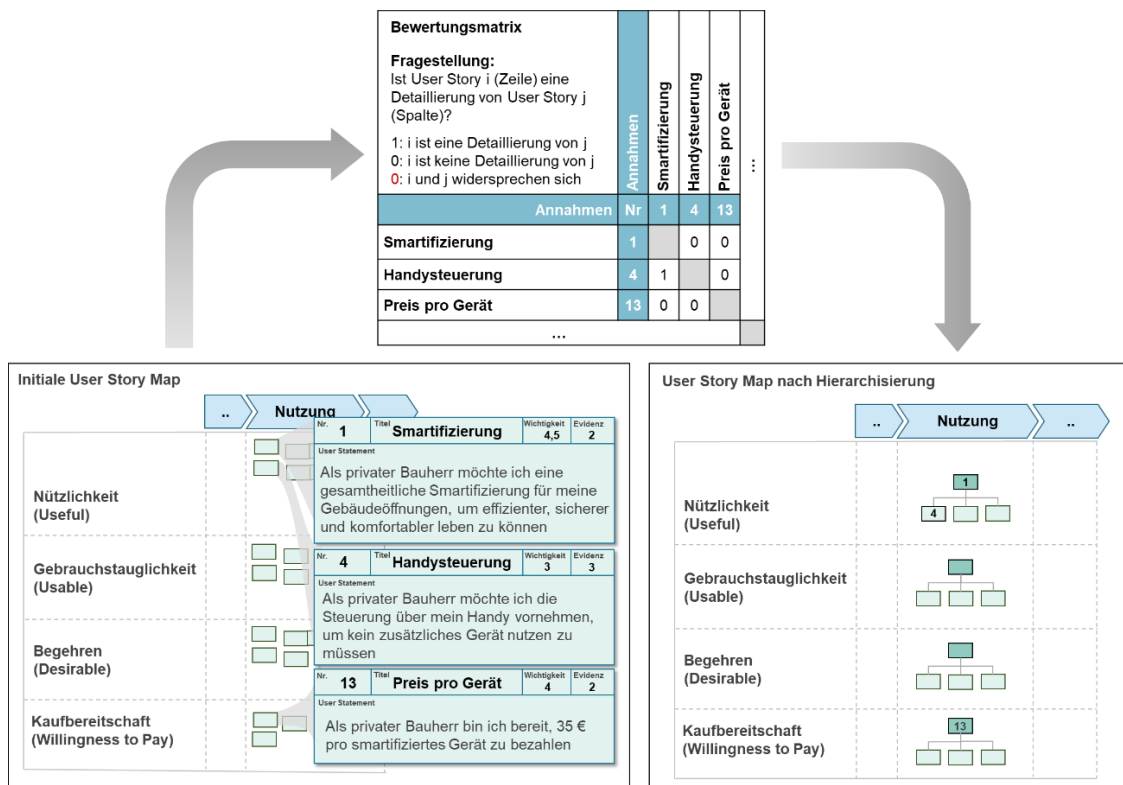 Bewertungsmatrix
Fragestellung:
Ist User Story i (Zeile) eine
Detaillierung von User Story j
(Spalte)?
1: i ist eine Detaillierung von j
0: i ist keine Detaillierung von j
0: i und j widersprechen sich
Annahmen
Smartifizierung
Handysteuerung
Preis pro Gerät
...
Annahmen Nr 1 4 13
Smartifizierung 1 0 0
Handysteuerung 4 1 0
Preis pro Gerät 13 0 0
...
Initiale User Story Map
.. Nutzung
Nützlichkeit
(Useful)
Gebrauchstauglichkeit
(Usable)
Begehren
(Desirable)
Kaufbereitschaft
(Willingness to Pay)
Nr. Titel Wichtigkeit Evidenz
1 Smartifizierung 4,5 2
User Statement
Als privater Bauherr möchte ich eine
gesamtheitliche Smartifizierung für meine
Gebäudeöffnungen, um effizienter, sicherer
und komfortabler leben zu können
Nr. Titel Wichtigkeit Evidenz
4 Handysteuerung 3 3
User Statement
Als privater Bauherr möchte ich die
Steuerung über mein Handy vornehmen,
um kein zusätzliches Gerät nutzen zu
müssen
Nr. Titel Wichtigkeit Evidenz
13 Preis pro Gerät 4 2
User Statement
Als privater Bauherr bin ich bereit, 35 €
pro smartifiziertes Gerät zu bezahlen
User Story Map nach Hierarchisierung
.. Nutzung ..
Nützlichkeit
(Useful)
1
4
Gebrauchstauglichkeit
(Usable)
Begehren
(Desirable)
Kaufbereitschaft
(Willingness to Pay)
13